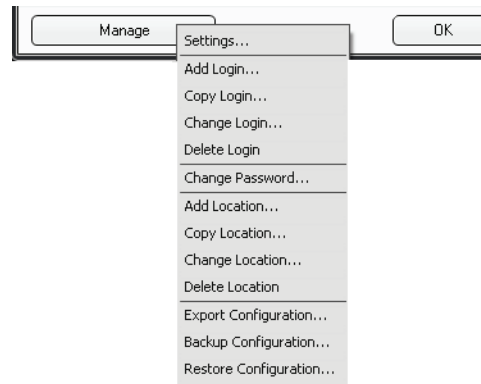 Manage
OK
Settings...
Add Login...
Copy Login...
Change Login...
Delete Login
Change Password...
Add Location...
Copy Location...
Change Location...
Delete Location
Export Configuration...
Backup Configuration...
Restore Configuration...